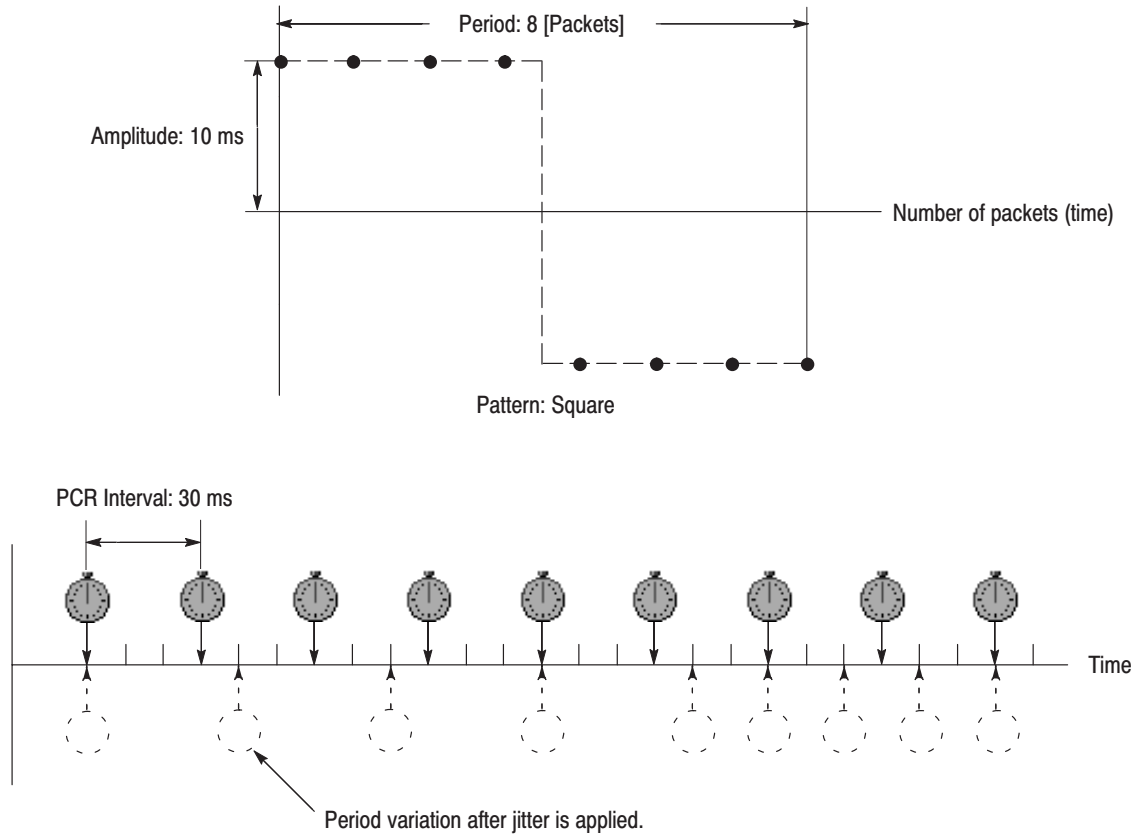 Period: 8 [Packets]
Amplitude: 10 ms
Number of packets (time)
Pattern: Square
PCR Interval: 30 ms
Time
Period variation after jitter is applied.